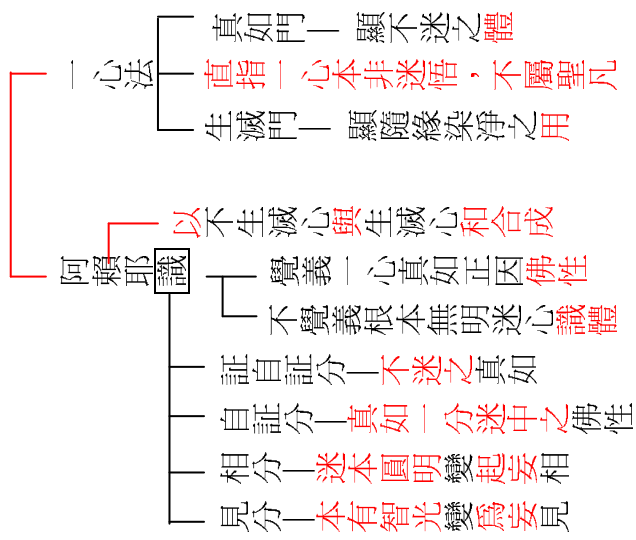 一心法
真如門—顯不迷之體
直指一心本非迷悟，不屬聖凡
生滅門—顯隨緣染淨之用
以不生滅心與生滅心和合成
阿賴耶識
覺義一心真如正因佛性
不覺義根本無明迷心識體
証自証分—不迷之真如
自証分—真如一分迷中之佛性
相分—迷本圓明變起妄相
見分—本有智光變爲妄見